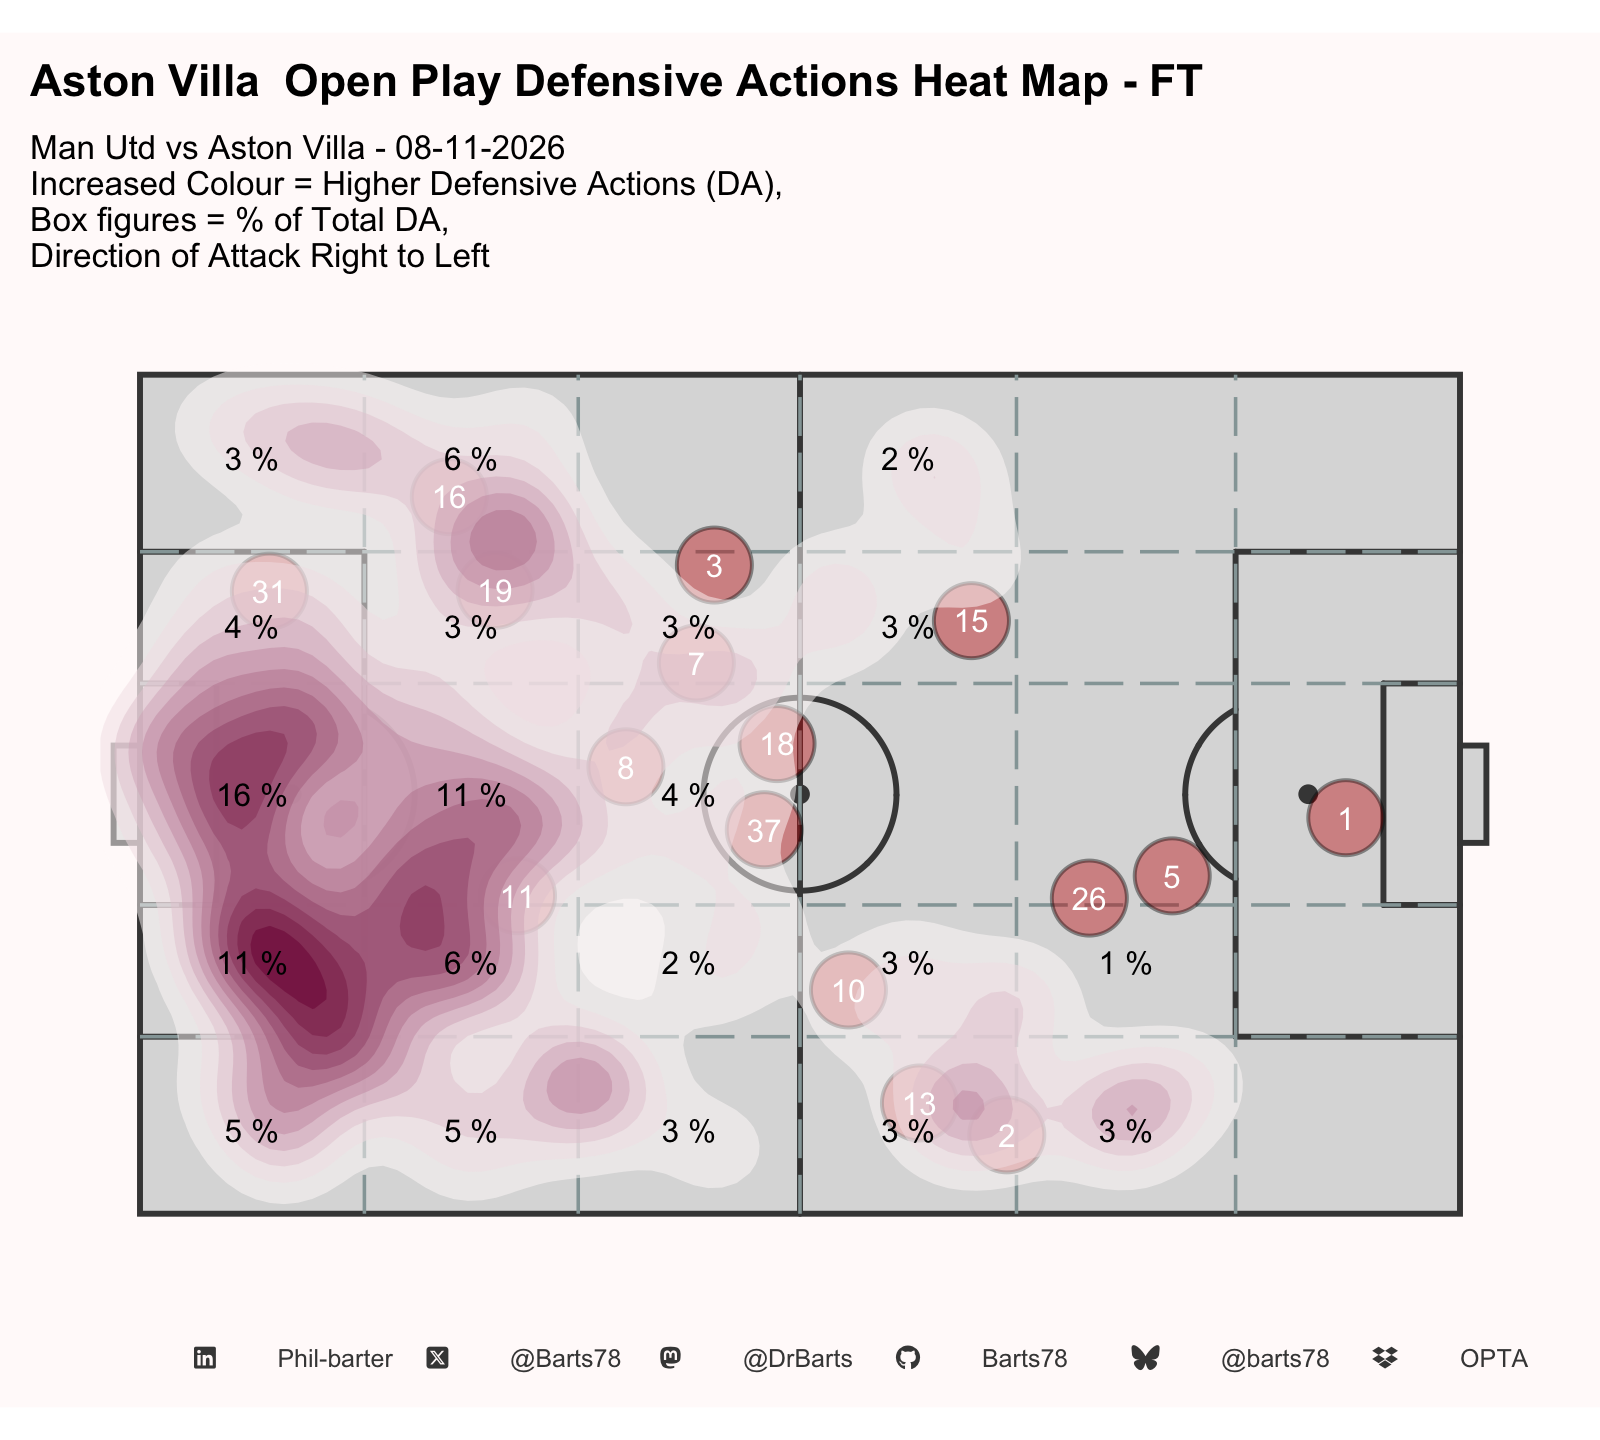 Aston Villa  Open Play Defensive Actions Heat Map - FT
Man Utd vs Aston Villa - 08-11-2026
Increased Colour = Higher Defensive Actions (DA),
Box figures = % of Total DA,
Direction of Attack Right to Left
3 % 6 % 2 %
16
3
31 19
15
4 % 3 % 3 % 3 %
7
18
8
16 % 11 % 4 %
37 1
5
11 26
11 % 6 % 2 % 3 % 1 %
10
13
5 % 5 % 3 % 3 % 3 %
2
Phil-barter @Barts78 @DrBarts Barts78 @barts78 OPTA